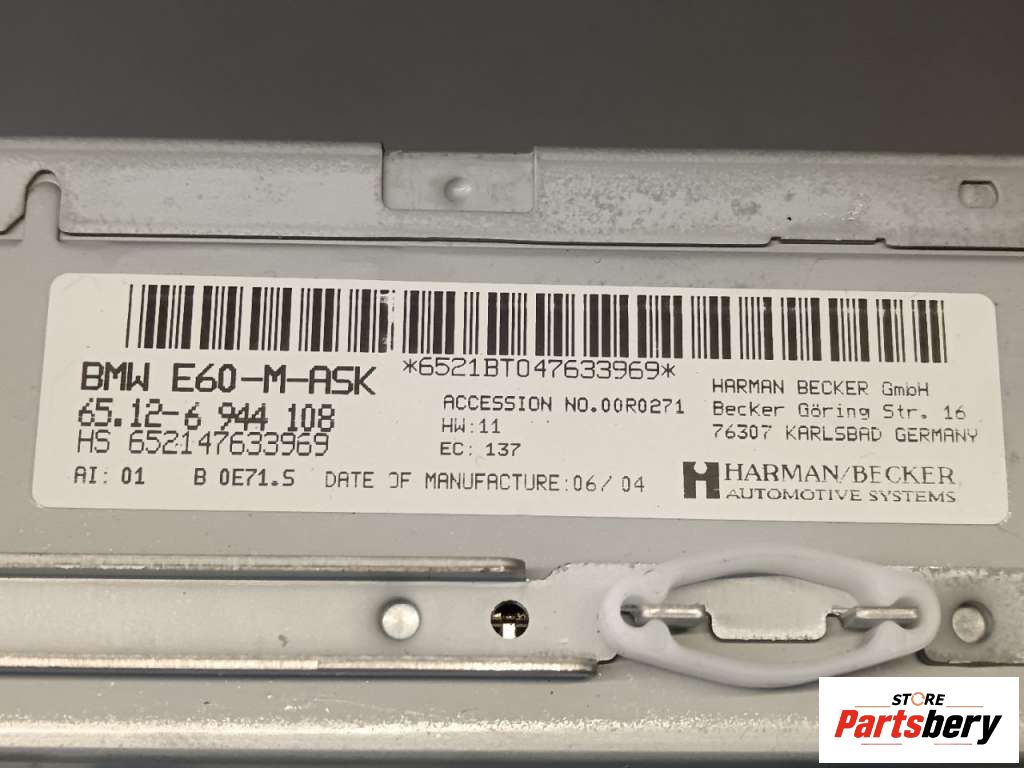 *6521BT047633969*
BMW E60-M-ASK
65.12-6 944 108
HS 652147633969
AI: 01 B 0E71.5 DATE OF MANUFACTURE:06/04
ACCESSION NO.00R0271
HW:11
EC: 137
HARMAN BECKER GmbH
Becker Göring Str. 16
76307 KARLSBAD GERMANY
HARMAN/BECKER
AUTOMOTIVE SYSTEMS
STORE
Partsbery